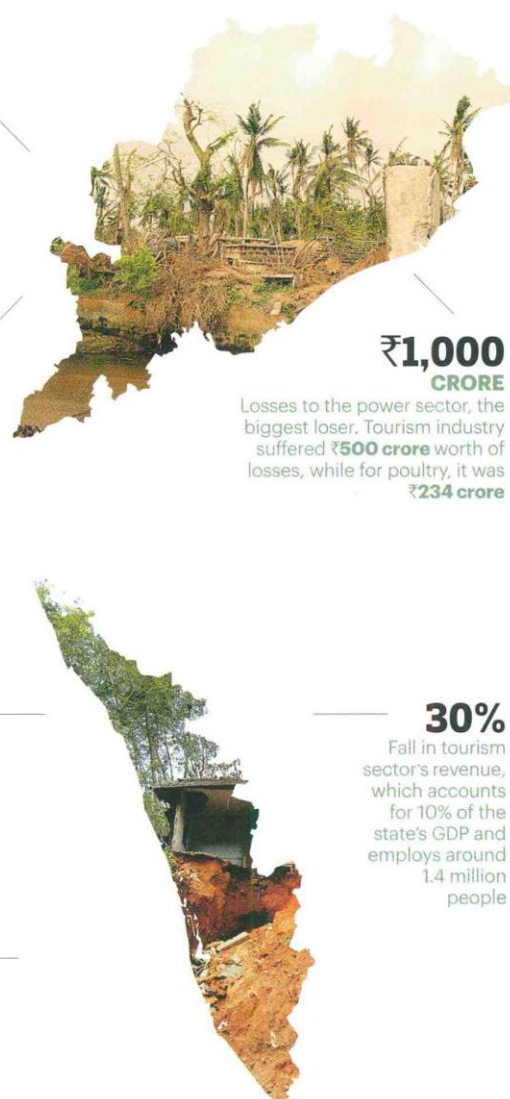 ₹1,000
CRORE
Losses to the power sector, the
biggest loser. Tourism industry
suffered ₹500 crore worth of
losses, while for poultry, it was
₹234 crore
30%
Fall in tourism
sector's revenue,
which accounts
for 10% of the
state's GDP and
employs around
1.4 million
people